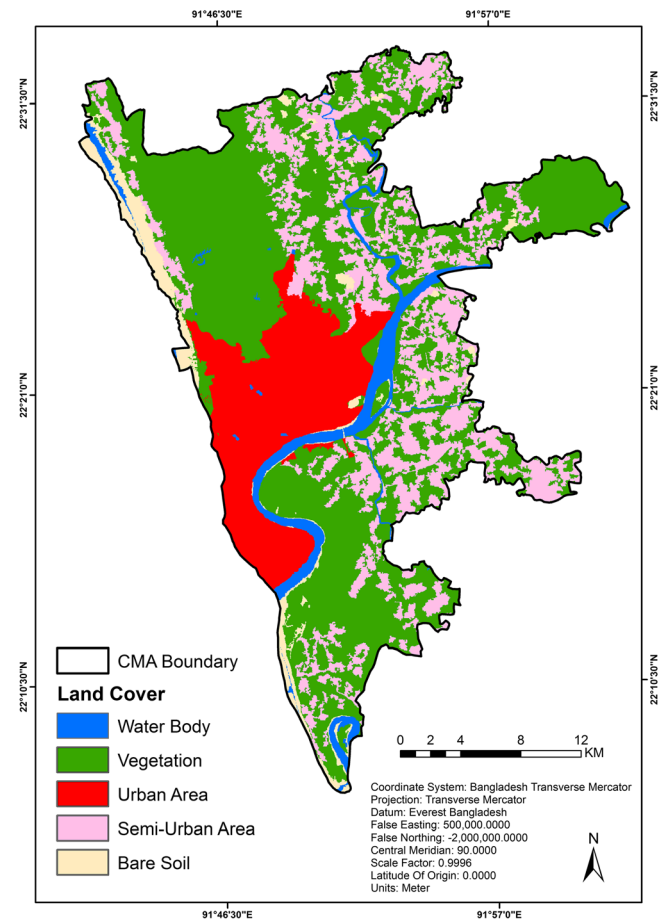 91°46'30"E
91°57'0"E
22°31'30"N
22°31'30"N
22°21'0"N
22°21'0"N
22°10'30"N
22°10'30"N
CMA Boundary
Land Cover
Water Body
Vegetation
Urban Area
Semi-Urban Area
Bare Soil
0 2 4 8 12
KM
Coordinate System: Bangladesh Transverse Mercator
Projection: Transverse Mercator
Datum: Everest Bangladesh
False Easting: 500,000.0000
False Northing: -2,000,000.0000
Central Meridian: 90.0000
Scale Factor: 0.9996
Latitude Of Origin: 0.0000
Units: Meter
N
91°46'30"E
91°57'0"E